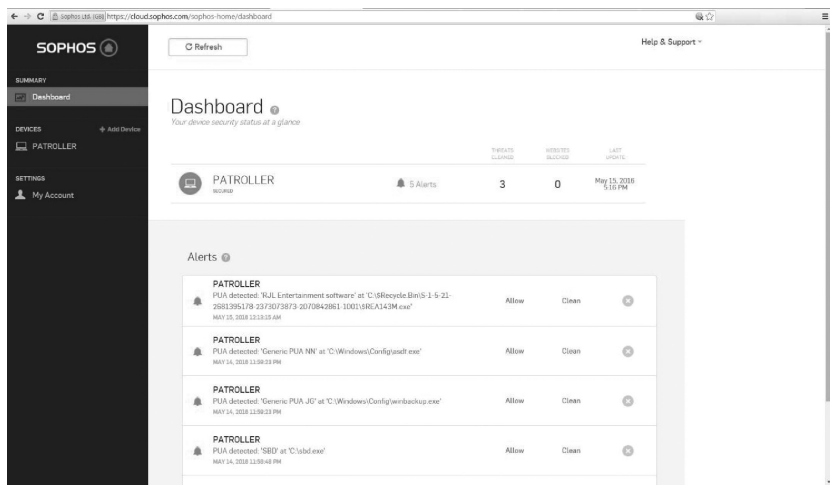 Sophos Ltd. (GB) https://cloud.sophos.com/sophos-home/dashboard
SOPHOS
Refresh
Help & Support
SUMMARY
Dashboard
DEVICES + Add Device
PATROLLER
SETTINGS
My Account
Dashboard
Your device security status at a glance
THREATS CLEANED
WEBSITES BLOCKED
LAST UPDATE
PATROLLER
SECURED
5 Alerts
3
0
May 15, 2016
5:16 PM
Alerts
PATROLLER
PUA detected: 'RJL Entertainment software' at 'C:\$Recycle.Bin\S-1-5-21-
2681395178-2373073873-2070842861-1001\$REA143M.exe'
MAY 15, 2016 12:13:15 AM
Allow Clean
PATROLLER
PUA detected: 'Generic PUA NN' at 'C:\Windows\Config\asdt.exe'
MAY 14, 2016 11:58:23 PM
Allow Clean
PATROLLER
PUA detected: 'Generic PUA JG' at 'C:\Windows\Config\winbackup.exe'
MAY 14, 2016 11:58:23 PM
Allow Clean
PATROLLER
PUA detected: 'SBD' at 'C:\sbd.exe'
MAY 14, 2016 11:50:48 PM
Allow Clean